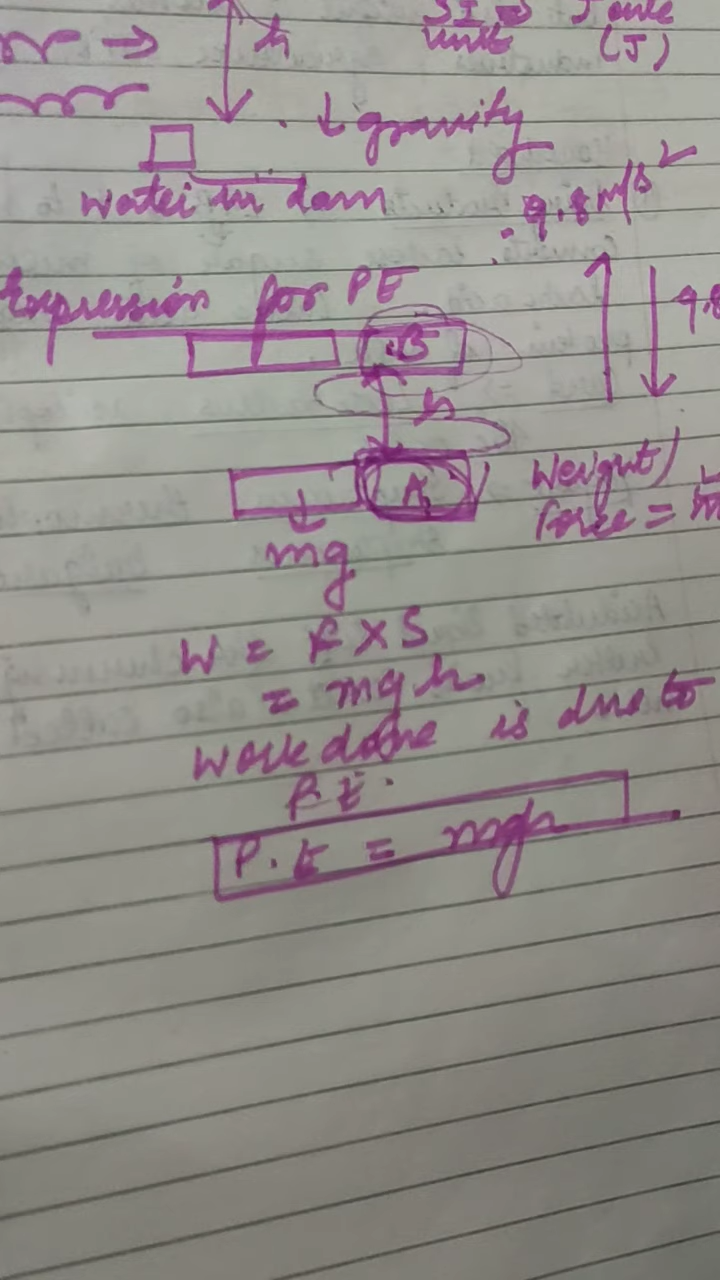 SI ⇒ Joule
units (J)
→ h
↓ gravity
water in dam
9.8 m/s²
Expression for PE
B
9.8
h
A
Weight/
Force = m
mg
W = F X S
= mgh
Work done is due to
P.E.
P.E = mgh